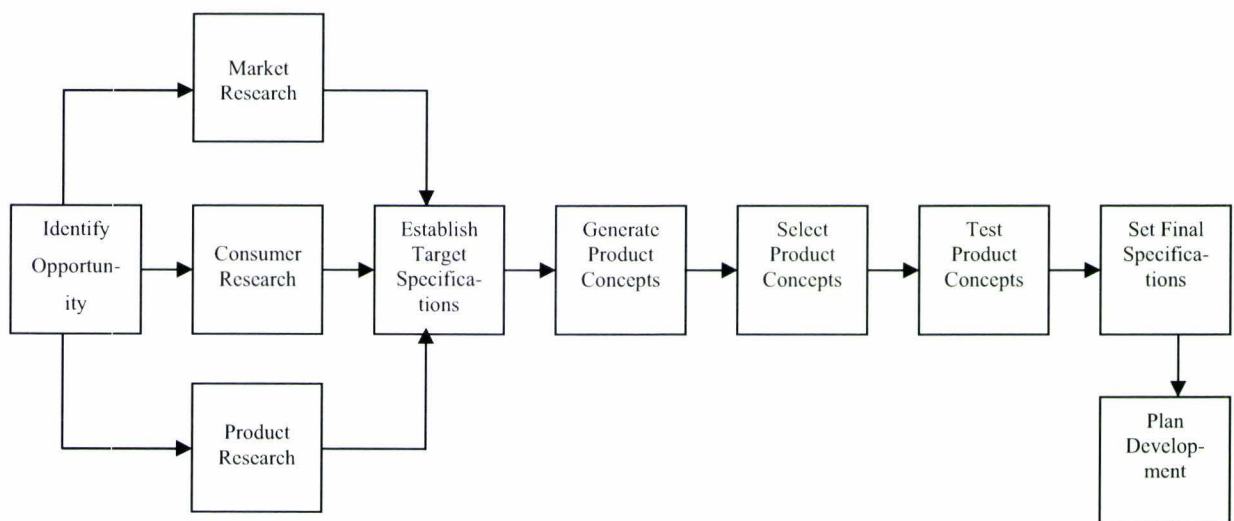 Market
Research
Identify
Opportun-
ity
Consumer
Research
Establish
Target
Specifica-
tions
Generate
Product
Concepts
Select
Product
Concepts
Test
Product
Concepts
Set Final
Specifica-
tions
Product
Research
Plan
Develop-
ment